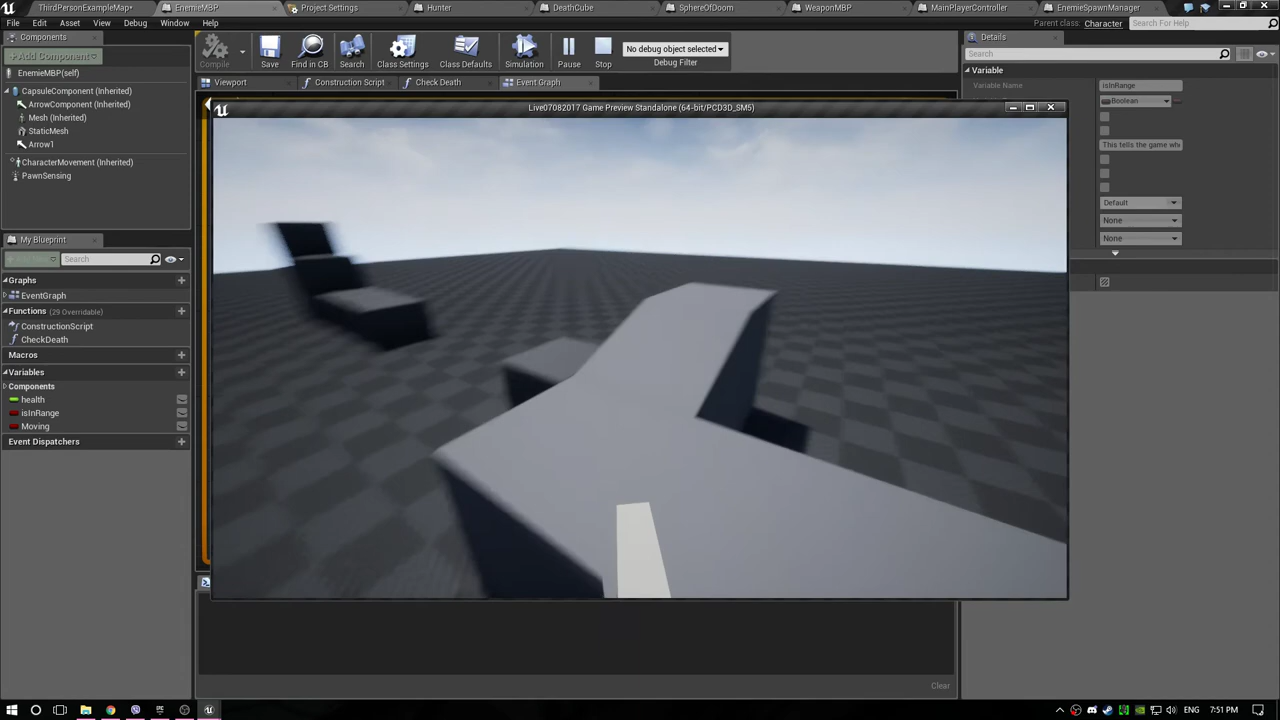 ThirdPersonExampleMap*
EnemieMBP
Project Settings
Hunter
DeathCube
SphereOfDoom
WeaponMBP
MainPlayerController
EnemieSpawnManager
File
Edit
Asset
View
Debug
Window
Help
Parent class:
Character
Search For Help
Components
+Add Component
EnemieMBP(self)
CapsuleComponent (Inherited)
ArrowComponent (Inherited)
Mesh (Inherited)
StaticMesh
Arrow1
CharacterMovement (Inherited)
PawnSensing
Compile
Save
Find in CB
Search
Class Settings
Class Defaults
Simulation
Pause
Stop
No debug object selected
Debug Filter
Viewport
Construction Script
Check Death
Event Graph
Live07082017 Game Preview Standalone (64-bit/PCD3D_SM5)
Details
Search
Variable
Variable Name
isInRange
Boolean
This tells the game whe
Default
None
None
My Blueprint
Search
Graphs
EventGraph
Functions
(29 Overridable)
ConstructionScript
CheckDeath
Macros
Variables
Components
health
isInRange
Moving
Event Dispatchers
Clear
ENG
7:51 PM